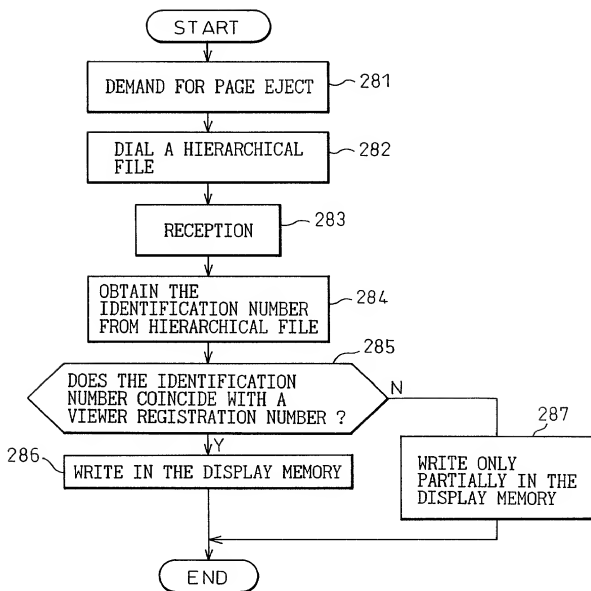 START
DEMAND FOR PAGE EJECT
281
DIAL A HIERARCHICAL
FILE
282
RECEPTION
283
OBTAIN THE
IDENTIFICATION NUMBER
FROM HIERARCHICAL FILE
284
285
DOES THE IDENTIFICATION
NUMBER COINCIDE WITH A
VIEWER REGISTRATION NUMBER ?
N
Y
286
WRITE IN THE DISPLAY MEMORY
287
WRITE ONLY
PARTIALLY IN THE
DISPLAY MEMORY
END